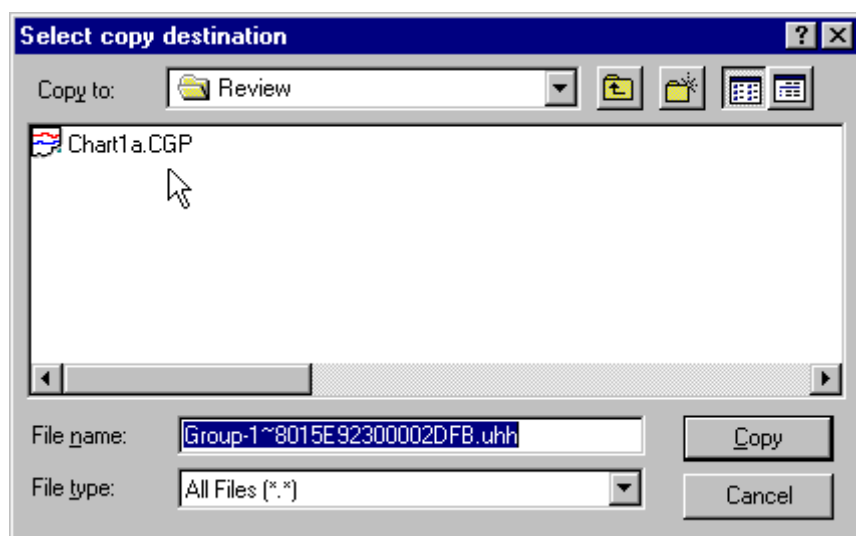 Select copy destination
Copy to: Review
Chart1a.CGP
File name: Group-1~8015E92300002DFB.uhh Copy
File type: All Files (*.*) Cancel